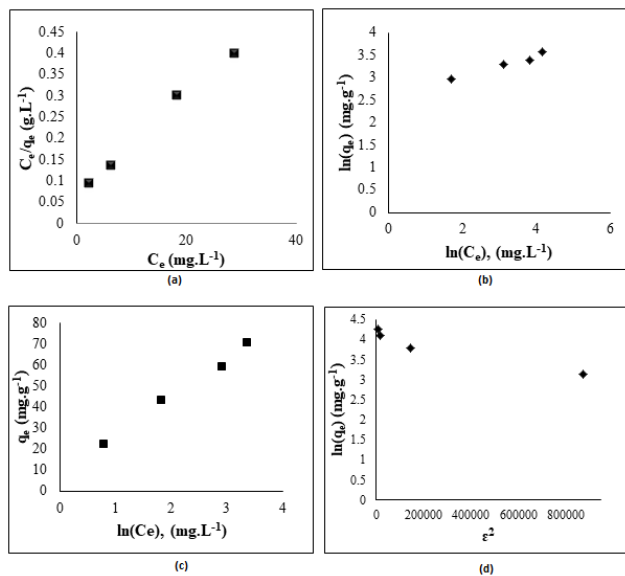 0.45
0.4
0.35
0.3
0.25
0.2
0.15
0.1
0.05
0
Cₑ/qₑ (g.L⁻¹)
0 20 40
Cₑ (mg.L⁻¹)
(a)
4
3.5
3
2.5
2
1.5
1
0.5
0
ln(qₑ) (mg.g⁻¹)
0 2 4 6
ln(Cₑ), (mg.L⁻¹)
(b)
80
70
60
50
40
30
20
10
0
qₑ (mg.g⁻¹)
0 1 2 3 4
ln(Ce), (mg.L⁻¹)
(c)
4.5
4
3.5
3
2.5
2
1.5
1
0.5
0
ln(qₑ) (mg.g⁻¹)
0 200000 400000 600000 800000
ε²
(d)